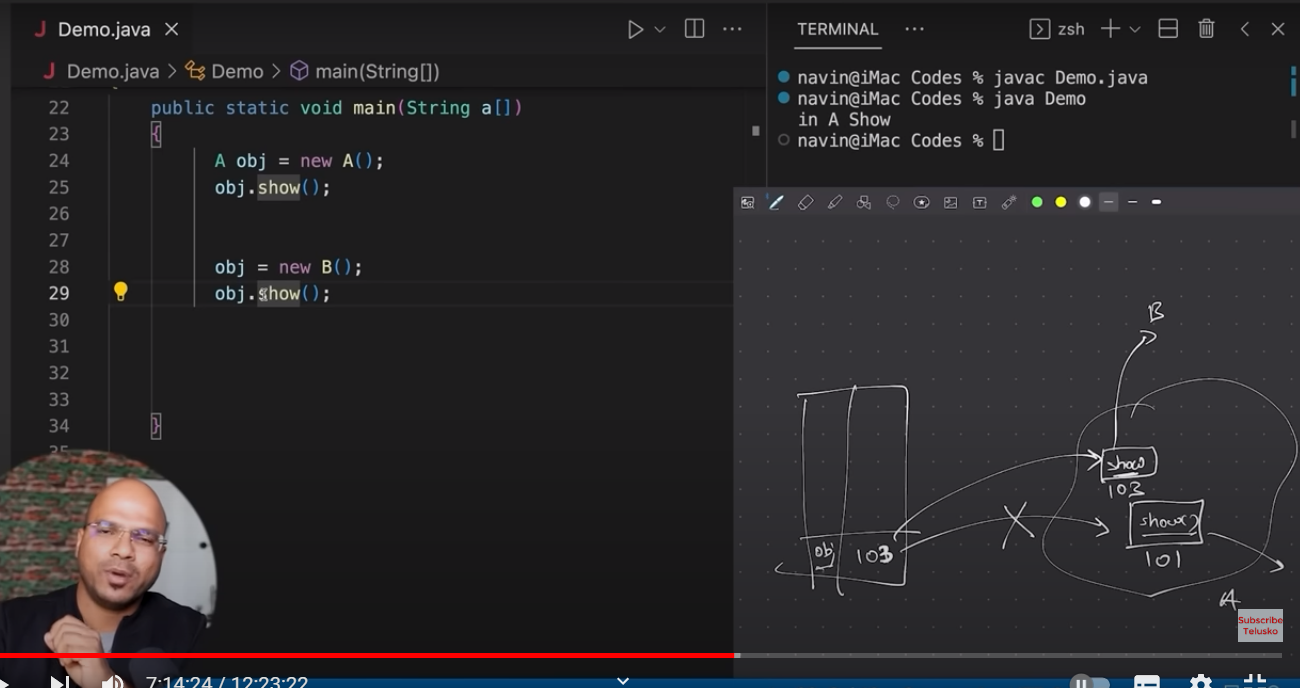 Demo.java
TERMINAL
zsh
Demo.java > Demo > main(String[])
22 public static void main(String a[])
23 {
24 A obj = new A();
25 obj.show();
26
27
28 obj = new B();
29 obj.show();
30
31
32
33
34 }
35
navin@iMac Codes % javac Demo.java
navin@iMac Codes % java Demo
in A Show
navin@iMac Codes %
B
show
103
show
101
obj
103
A
Subscribe
Telusko
7:14:24 / 12:23:22